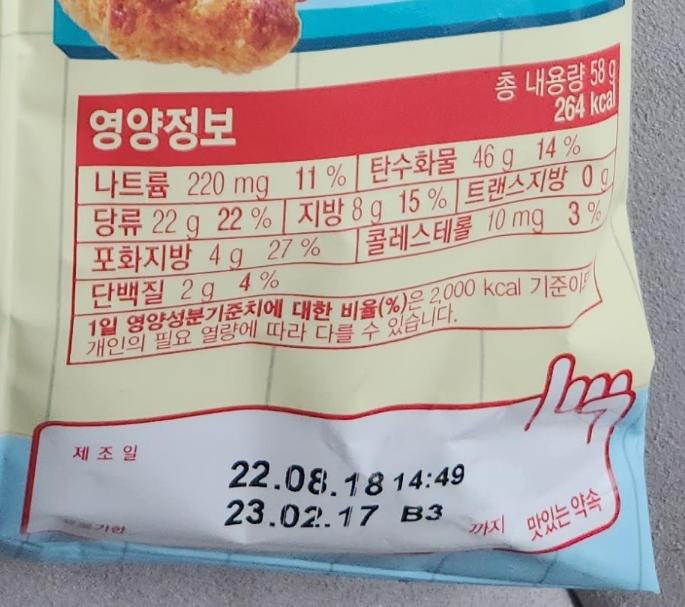 영양정보
총 내용량 58 g
264 kcal
나트륨 220 mg 11 % 탄수화물 46 g 14 %
당류 22 g 22 % 지방 8 g 15 % 트랜스지방 0 g
포화지방 4 g 27 % 콜레스테롤 10 mg 3 %
단백질 2 g 4 %
1일 영양성분기준치에 대한 비율(%)은 2,000 kcal
개인의 필요 열량에 따라 다를 수 있습니다.
제조일
22.08.18 14:49
23.02.17 B3 까지
맛있는 약속